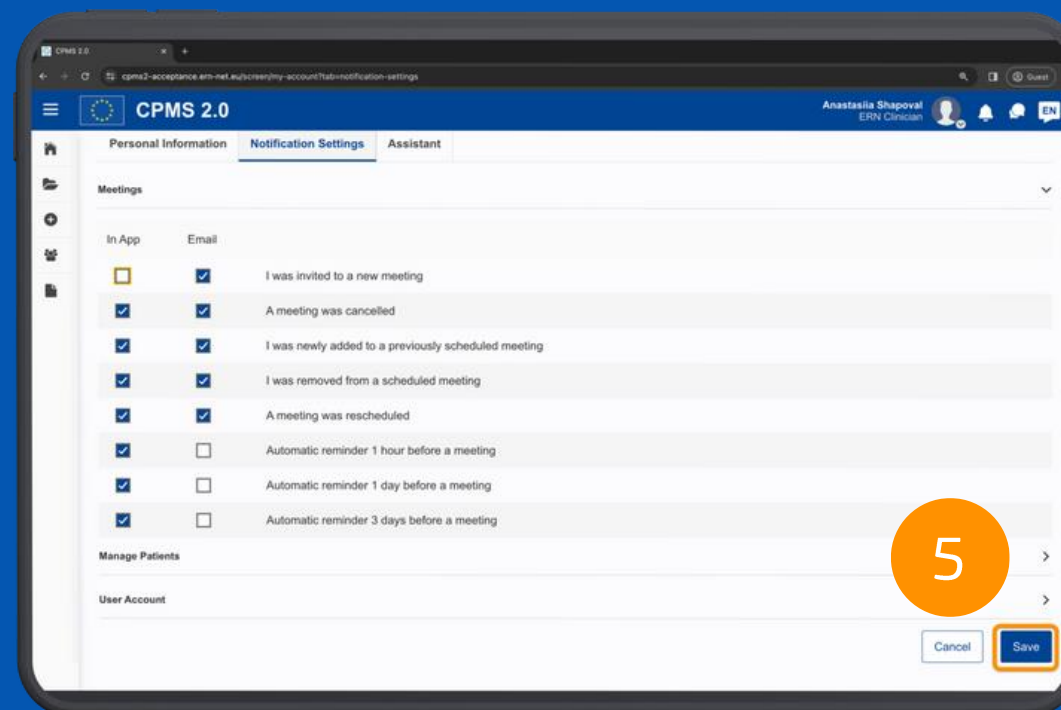 CPMS 2.0
cpms2-acceptance.ern-net.eu/screen/my-account?tab=notification-settings
Guest
CPMS 2.0
Anastasiia Shapoval
ERN Clinician
EN
Personal Information Notification Settings Assistant
Meetings
In App Email
I was invited to a new meeting
A meeting was cancelled
I was newly added to a previously scheduled meeting
I was removed from a scheduled meeting
A meeting was rescheduled
Automatic reminder 1 hour before a meeting
Automatic reminder 1 day before a meeting
Automatic reminder 3 days before a meeting
Manage Patients
5
User Account
Cancel Save